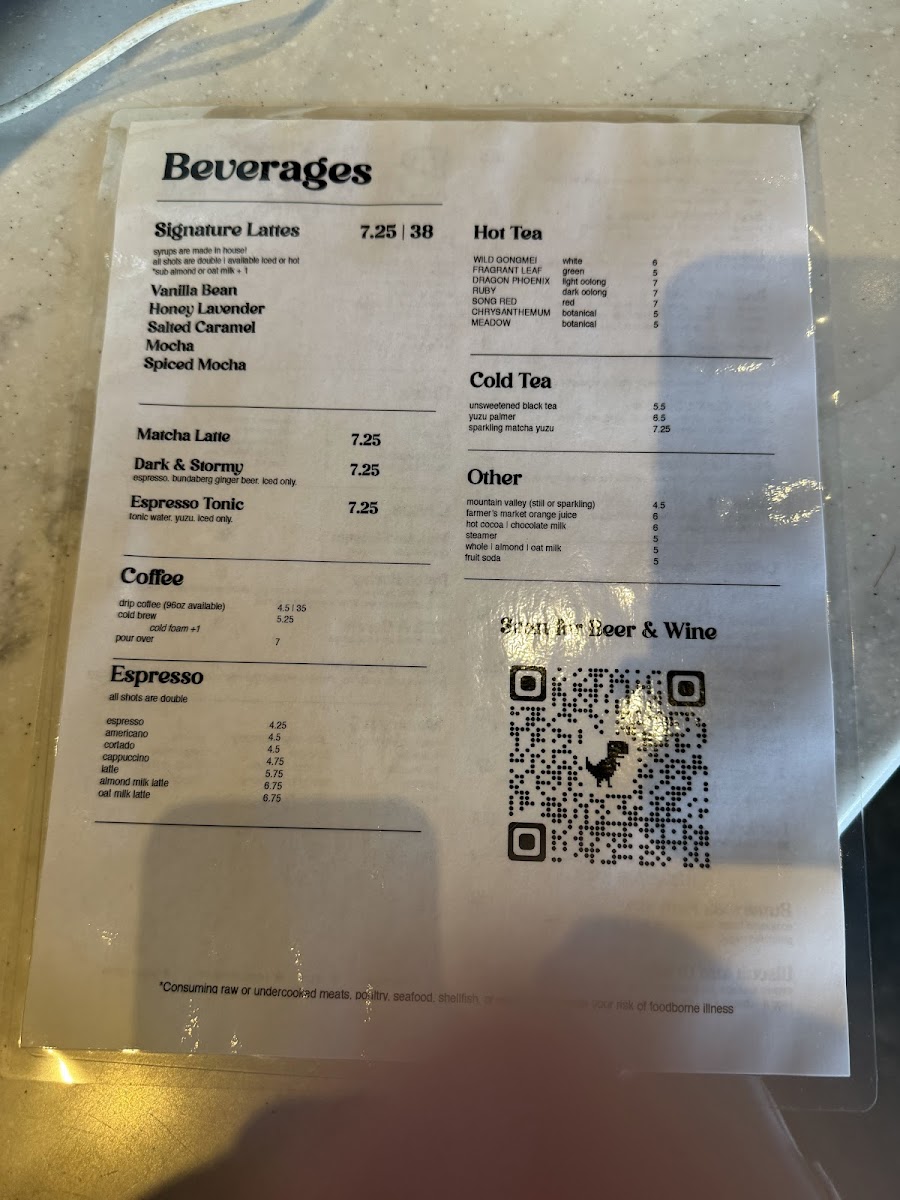 Beverages
Signature Lattes 7.25 | 38
syrups are made in house!
all shots are double | available iced or hot
*sub almond or oat milk + 1
Vanilla Bean
Honey Lavender
Salted Caramel
Mocha
Spiced Mocha
Matcha Latte 7.25
Dark & Stormy 7.25
espresso. bundaberg ginger beer. iced only.
Espresso Tonic 7.25
tonic water. yuzu. iced only.
Coffee
drip coffee (96oz available) 4.5 | 35
cold brew 5.25
cold foam +1
pour over 7
Espresso
all shots are double
espresso 4.25
americano 4.5
cortado 4.5
cappuccino 4.75
latte 5.75
almond milk latte 6.75
oat milk latte 6.75
Hot Tea
WILD GONGMEI white 6
FRAGRANT LEAF green 5
DRAGON PHOENIX light oolong 7
RUBY dark oolong 7
SONG RED red 7
CHRYSANTHEMUM botanical 5
MEADOW botanical 5
Cold Tea
unsweetened black tea 5.5
yuzu palmer 6.5
sparkling matcha yuzu 7.25
Other
mountain valley (still or sparkling) 4.5
farmer's market orange juice 6
hot cocoa | chocolate milk 6
steamer 5
whole | almond | oat milk 5
fruit soda 5
Scan for Beer & Wine
*Consuming raw or undercooked meats, poultry, seafood, shellfish, or your risk of foodborne illness